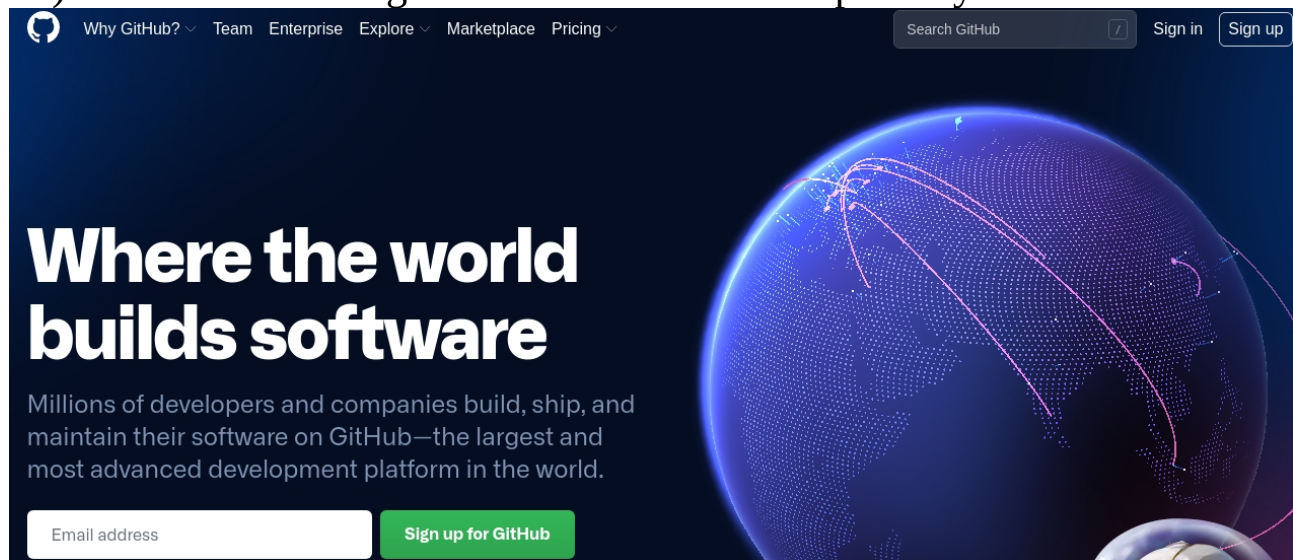 Why GitHub? Team Enterprise Explore Marketplace Pricing Search GitHub / Sign in Sign up
Where the world
builds software
Millions of developers and companies build, ship, and
maintain their software on GitHub—the largest and
most advanced development platform in the world.
Email address Sign up for GitHub